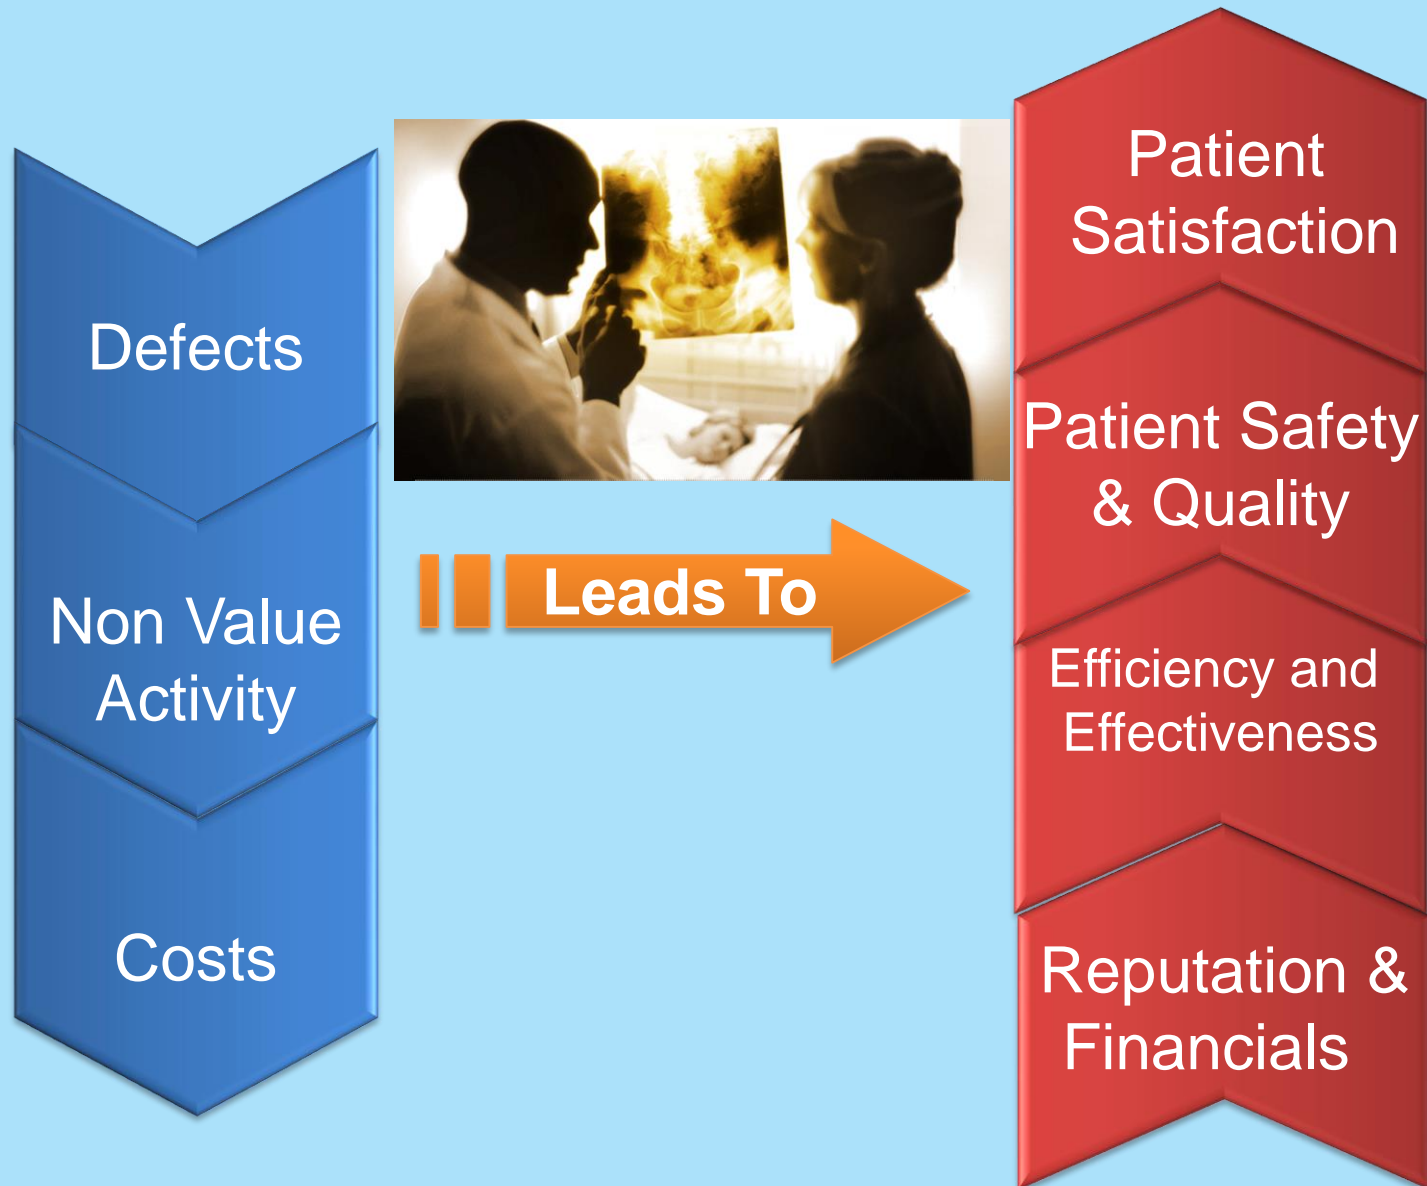 Defects
Non Value
Activity
Costs
Leads To
Patient
Satisfaction
Patient Safety
& Quality
Efficiency and
Effectiveness
Reputation &
Financials